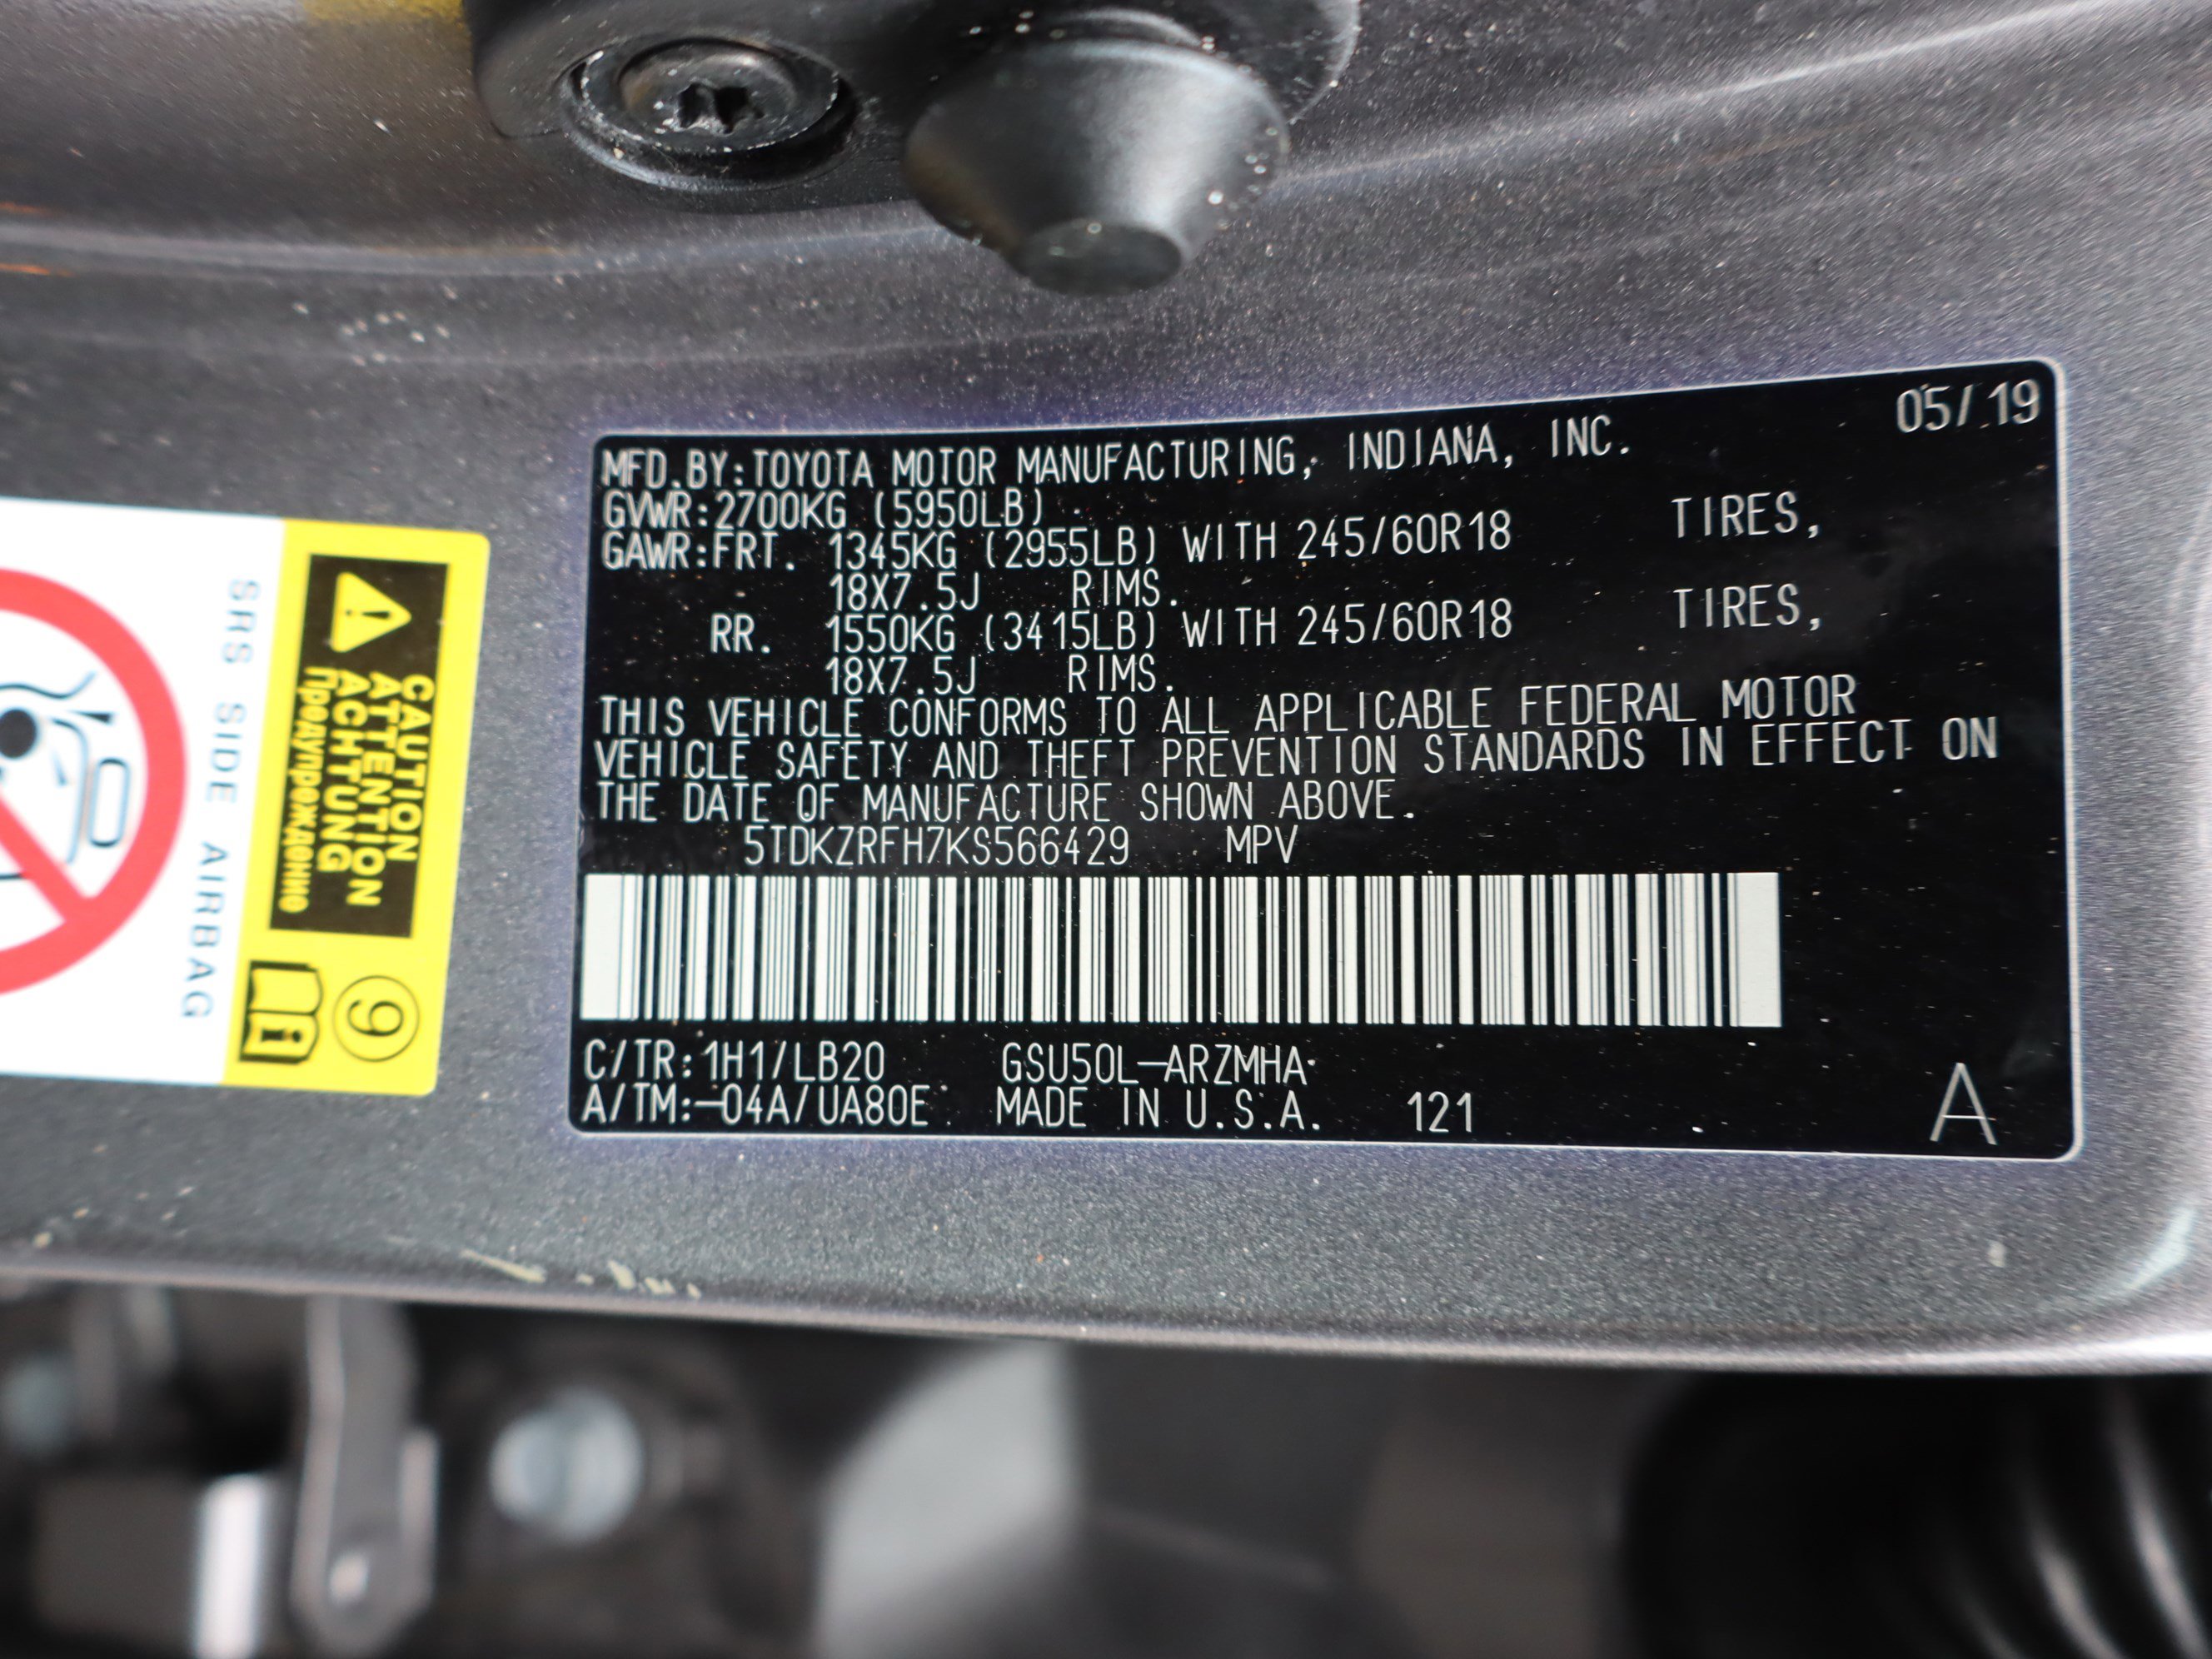 05/19
MFD.BY:TOYOTA MOTOR MANUFACTURING, INDIANA, INC.
GVWR:2700KG (5950LB)
GAWR:FRT. 1345KG (2955LB) WITH 245/60R18 TIRES,
18X7.5J RIMS.
RR. 1550KG (3415LB) WITH 245/60R18 TIRES,
18X7.5J RIMS.
THIS VEHICLE CONFORMS TO ALL APPLICABLE FEDERAL MOTOR
VEHICLE SAFETY AND THEFT PREVENTION STANDARDS IN EFFECT ON
THE DATE OF MANUFACTURE SHOWN ABOVE.
5TDKZRFH7KS566429 MPV
C/TR:1H1/LB20 GSU50L-ARZMHA
A/TM:-04A/UA80E MADE IN U.S.A. 121
A
CAUTION
ATTENTION
ACHTUNG
Предупреждение
9
SRS SIDE AIRBAG